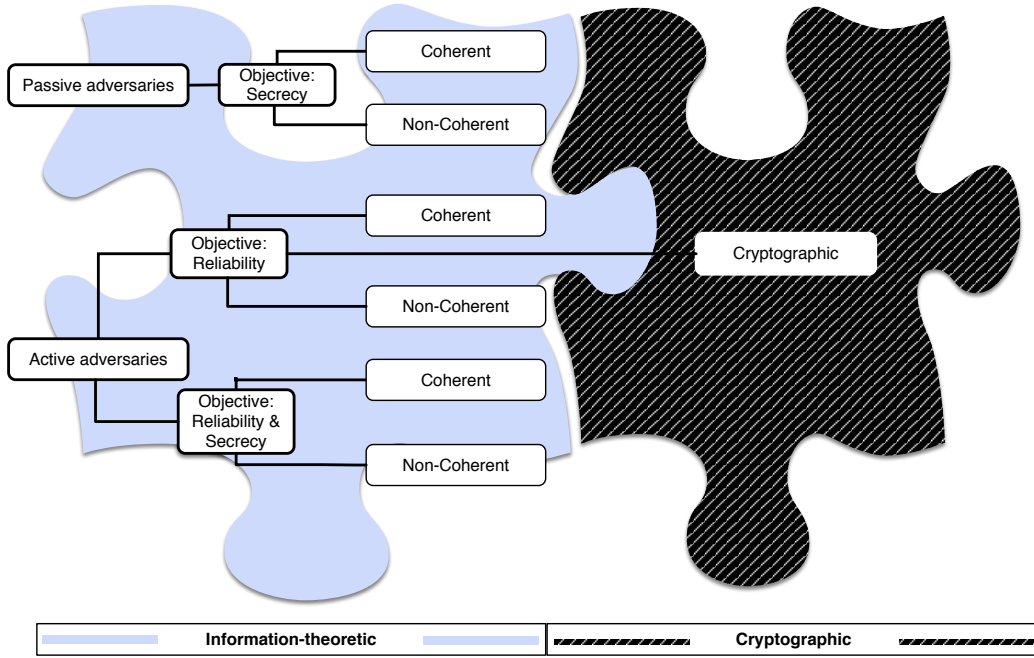 Coherent
Passive adversaries
Objective:
Secrecy
Non-Coherent
Coherent
Objective:
Reliability
Cryptographic
Non-Coherent
Active adversaries
Coherent
Objective:
Reliability &
Secrecy
Non-Coherent
Information-theoretic
Cryptographic